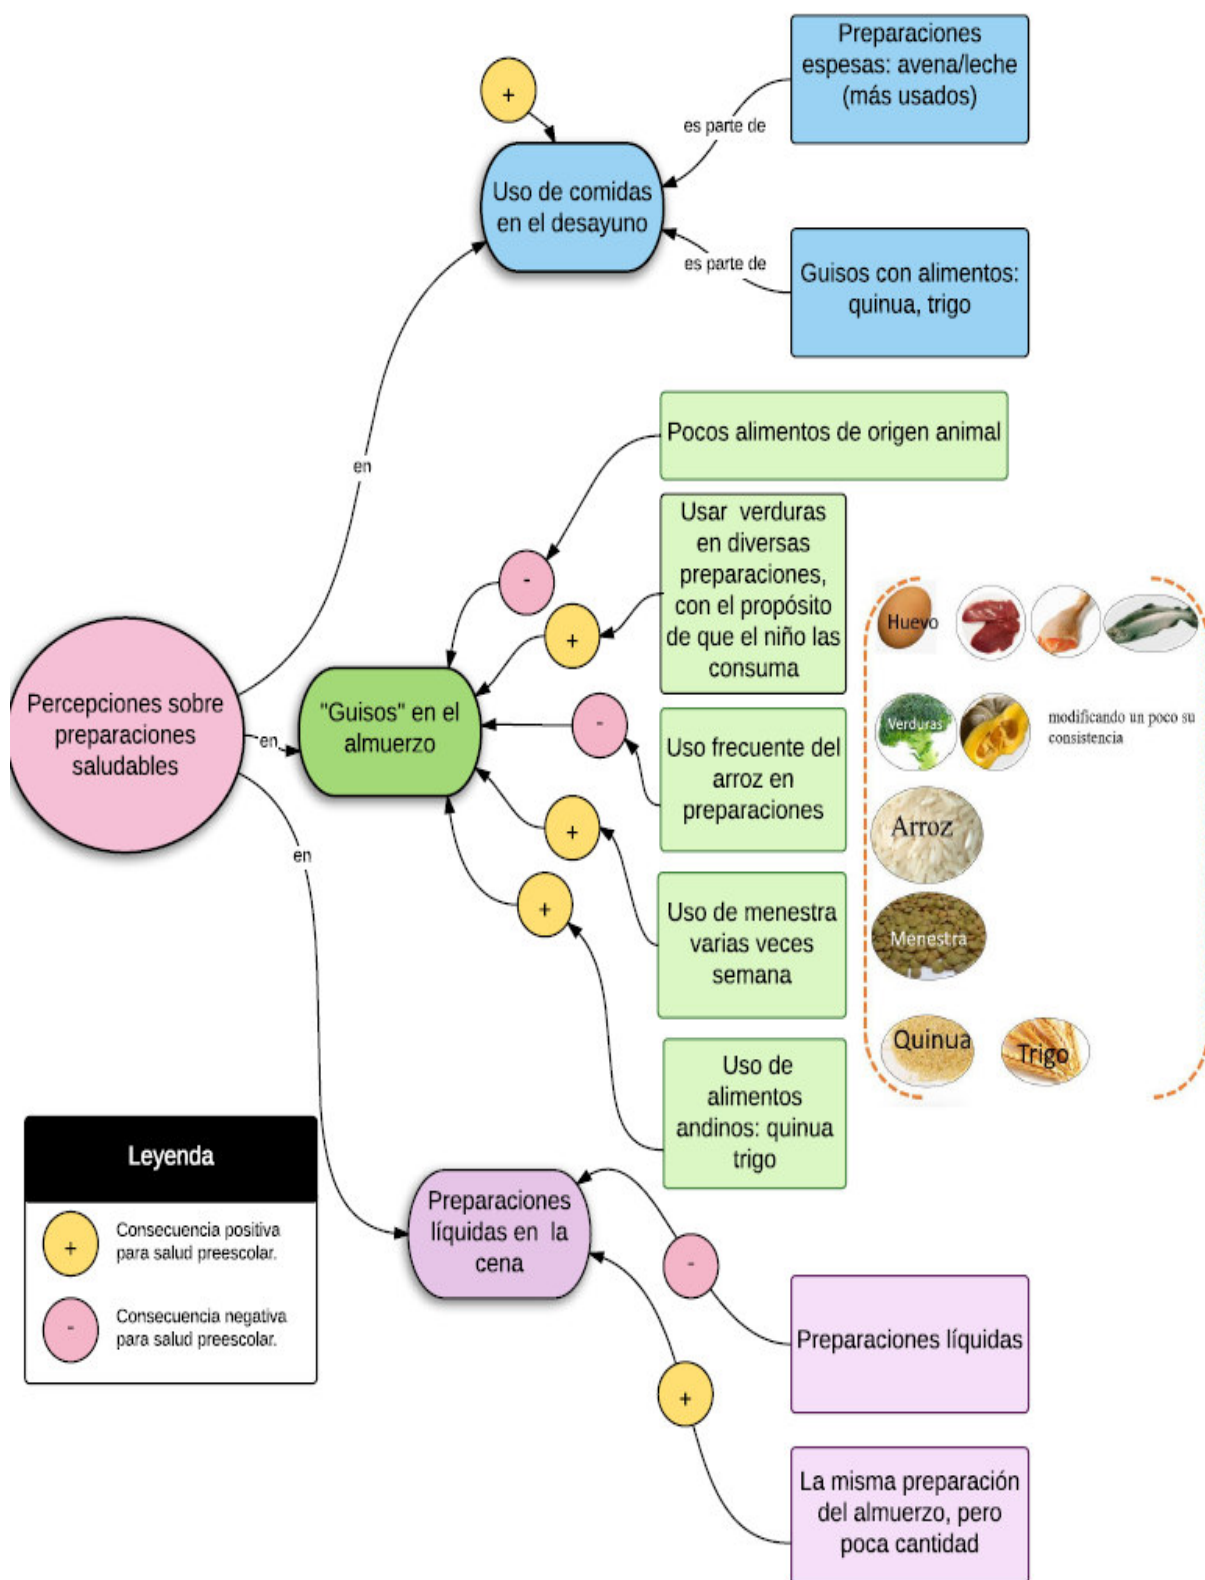 Preparaciones
espesas: avena/leche
(más usados)
+
es parte de
Uso de comidas
en el desayuno
es parte de
Guisos con alimentos:
quinua, trigo
en
Pocos alimentos de origen animal
-
Usar verduras
en diversas
preparaciones,
con el propósito
de que el niño las
consuma
+
Huevo
Percepciones sobre
preparaciones
saludables
en
"Guisos" en el
almuerzo
-
Uso frecuente del
arroz en
preparaciones
Verduras
modificando un poco su
consistencia
Arroz
+
en
Uso de menestra
varias veces
semana
Menestra
+
Quinua
Trigo
Uso de
alimentos
andinos: quinua
trigo
Leyenda
+
Consecuencia positiva
para salud preescolar.
-
Consecuencia negativa
para salud preescolar.
Preparaciones
líquidas en la
cena
-
Preparaciones líquidas
+
La misma preparación
del almuerzo, pero
poca cantidad